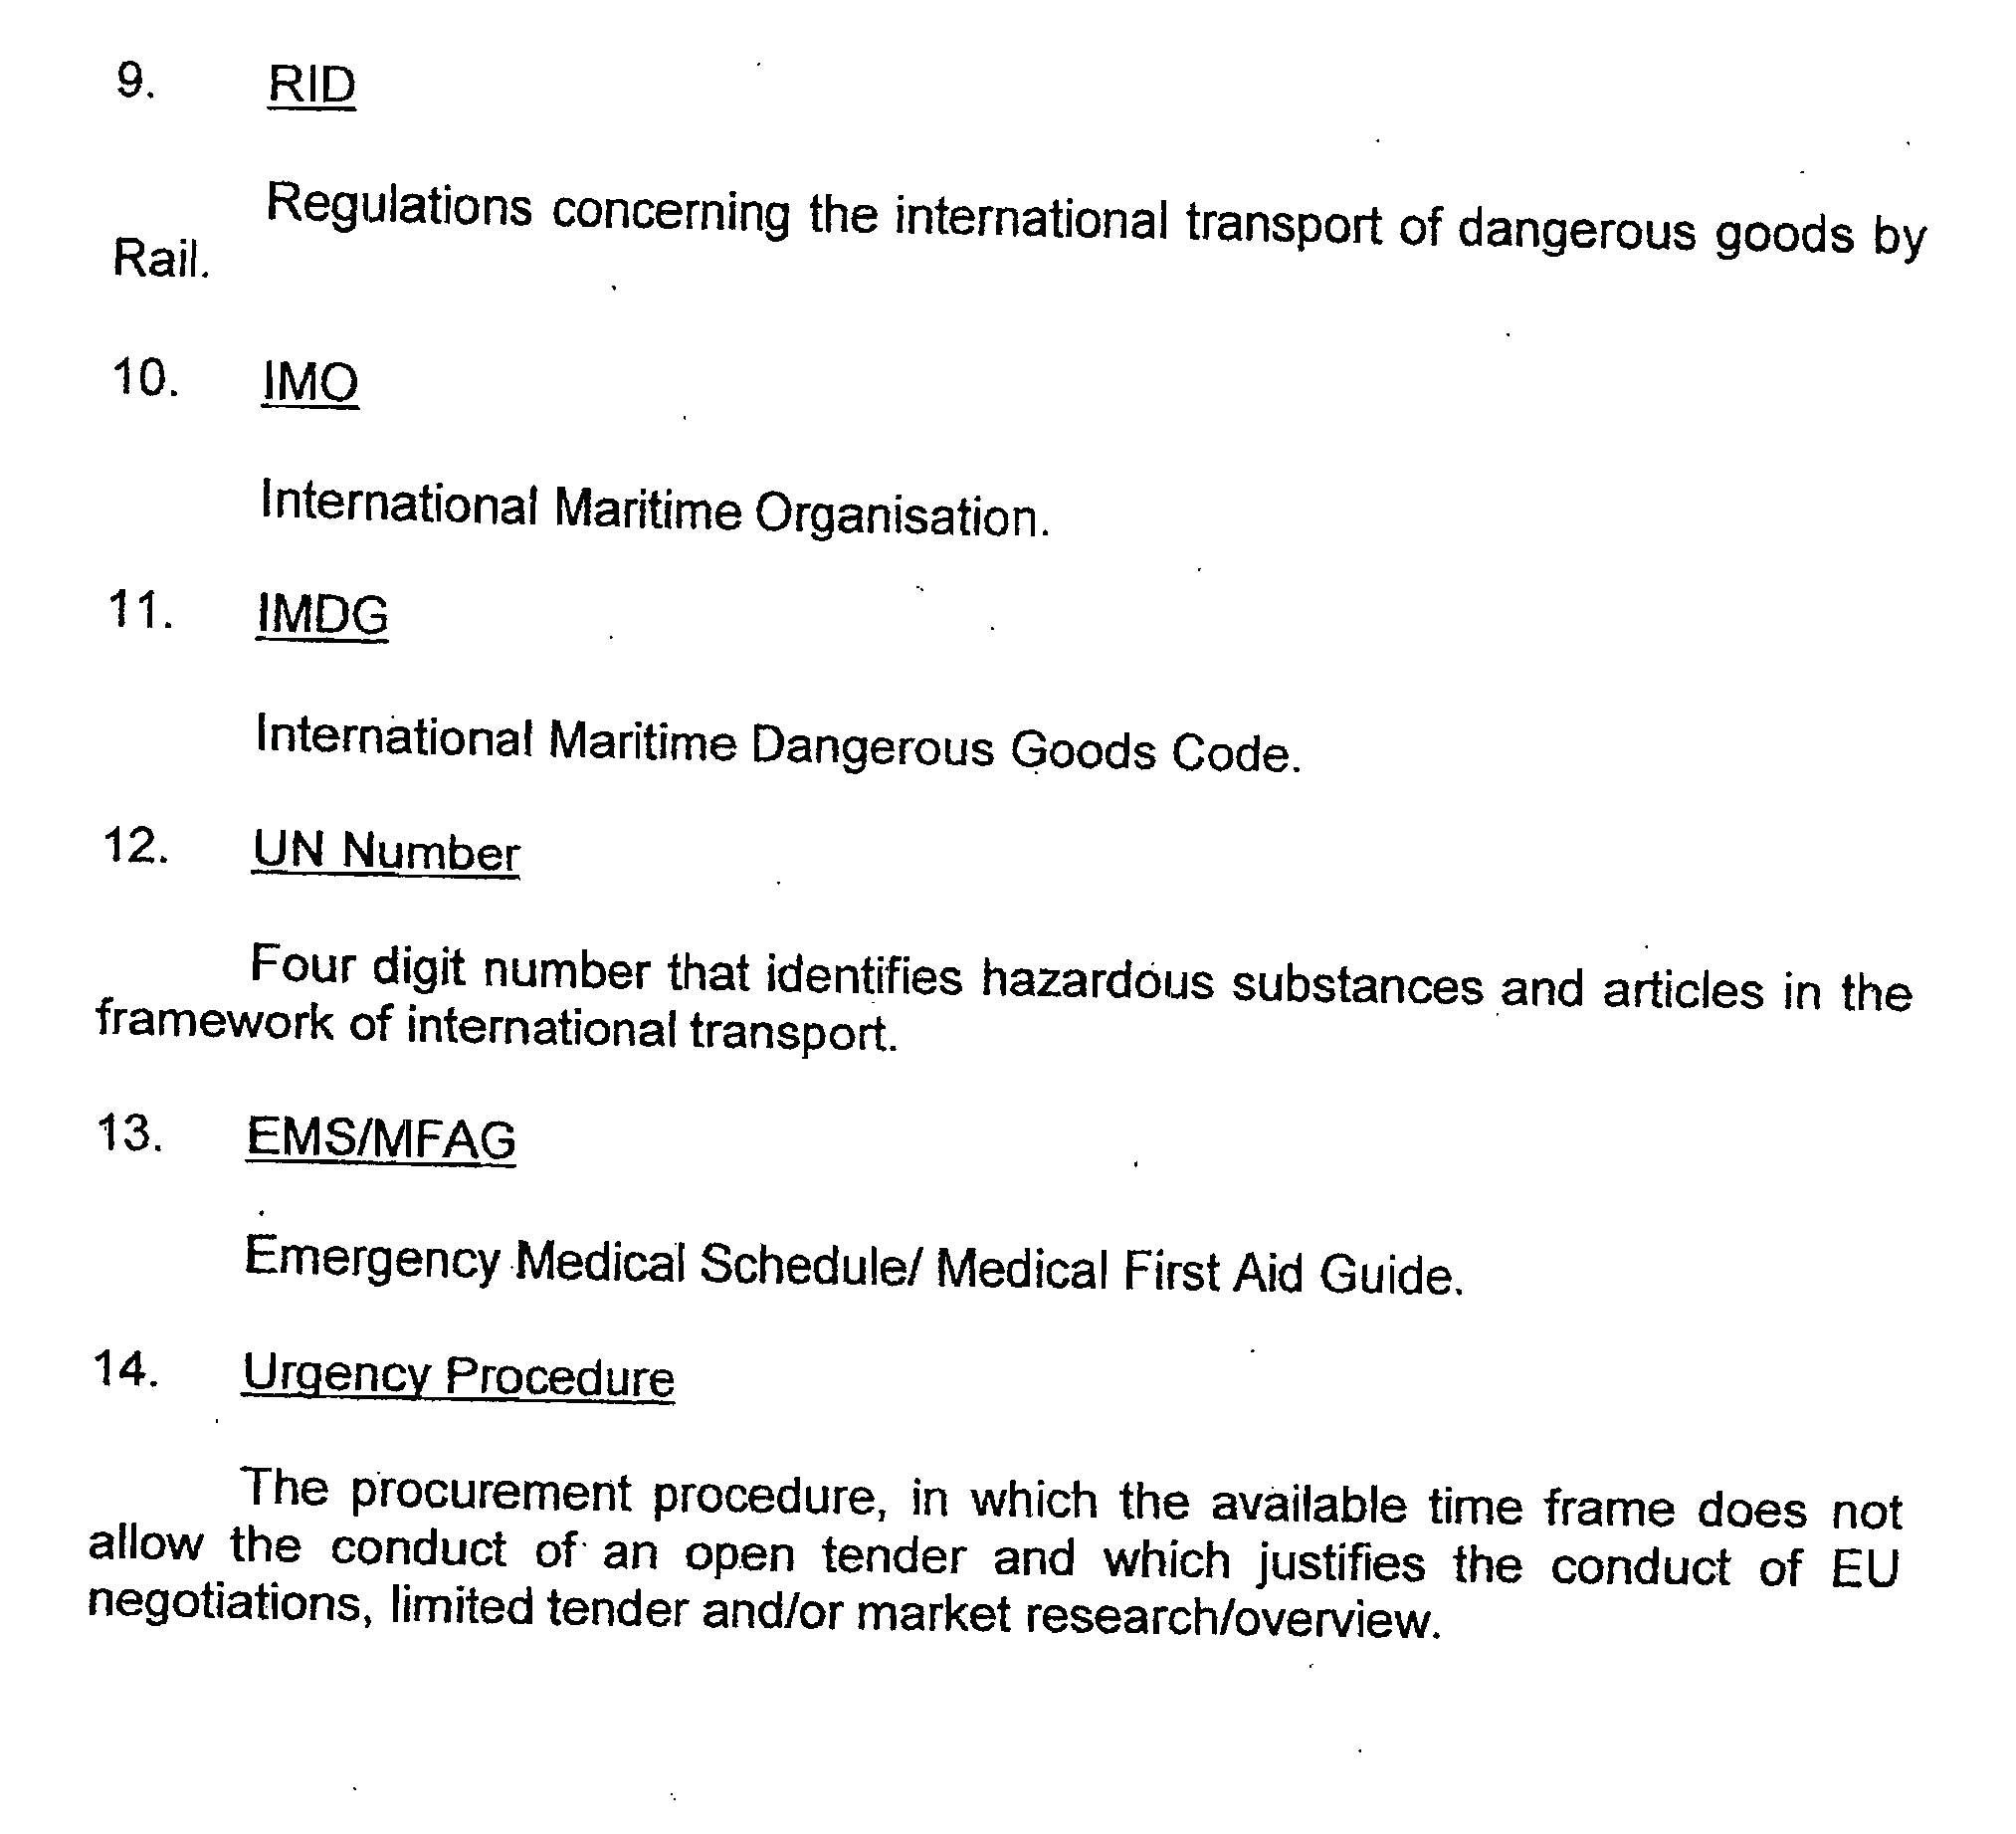 9. RID
Regulations concerning the international transport of dangerous goods by
Rail.
10. IMO
International Maritime Organisation.
11. IMDG
International Maritime Dangerous Goods Code.
12. UN Number
Four digit number that identifies hazardous substances and articles in the
framework of international transport.
13. EMS/MFAG
Emergency Medical Schedule/ Medical First Aid Guide.
14. Urgency Procedure
The procurement procedure, in which the available time frame does not
allow the conduct of an open tender and which justifies the conduct of EU
negotiations, limited tender and/or market research/overview.